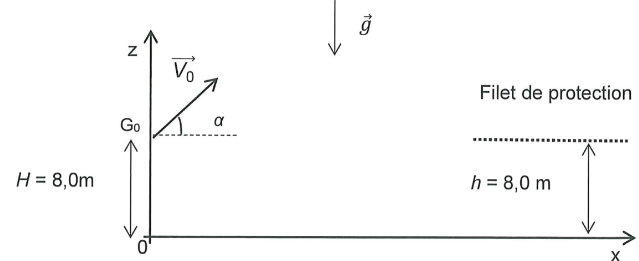 g⃗
z
V₀⃗
Filet de protection
G₀
α
H = 8,0m
h = 8,0 m
0
x